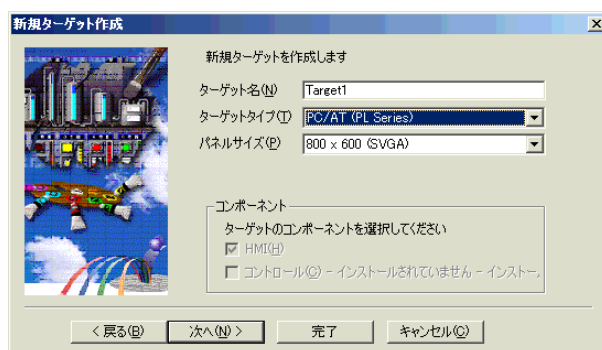 新規ターゲット作成
新規ターゲットを作成します
ターゲット名(N) Target1
ターゲットタイプ(T) PC/AT (PL Series)
パネルサイズ(P) 800 x 600 (SVGA)
コンポーネント
ターゲットのコンポーネントを選択してください
HMI(H)
コントロール(C) - インストールされていません - インストー
< 戻る(B) 次へ(N) > 完了 キャンセル(C)